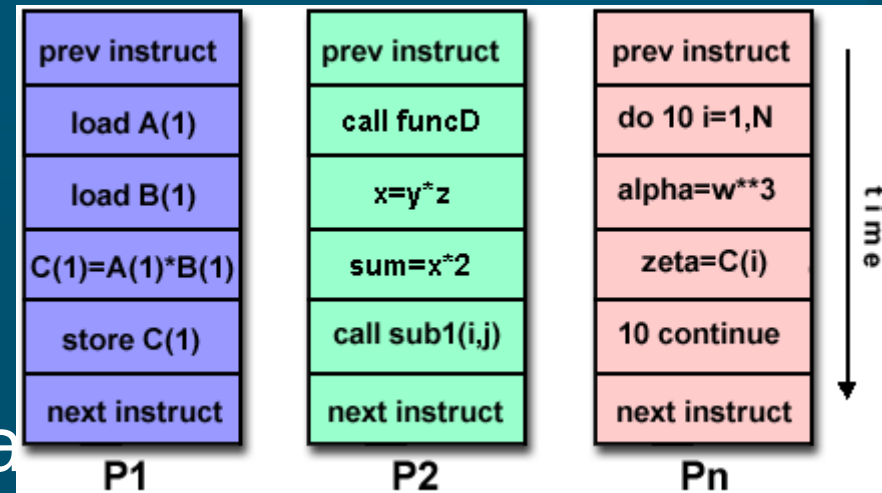 prev instruct
load A(1)
load B(1)
C(1)=A(1)*B(1)
store C(1)
next instruct
P1
prev instruct
call funcD
x=y*z
sum=x*2
call sub1(i,j)
next instruct
P2
prev instruct
do 10 i=1,N
alpha=w**3
zeta=C(i)
10 continue
next instruct
Pn
time